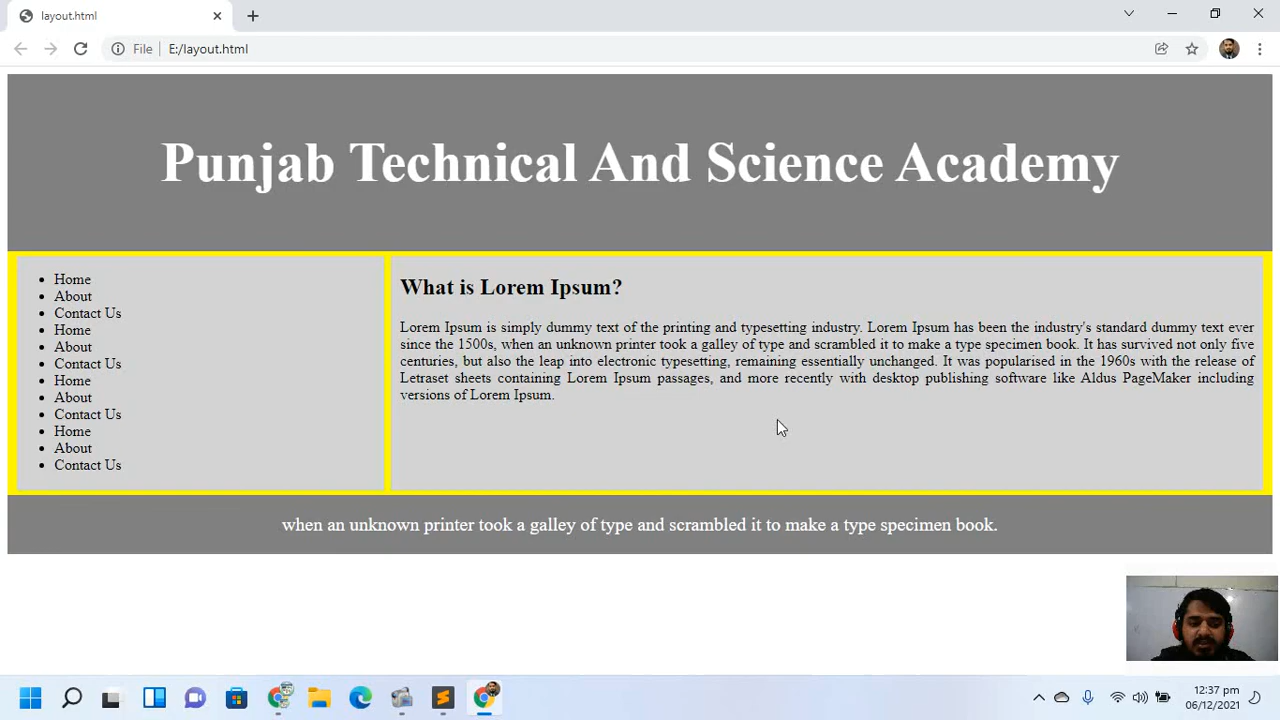 layout.html
File
E:/layout.html
Punjab Technical And Science Academy
Home
About
Contact Us
Home
About
Contact Us
Home
About
Contact Us
Home
About
Contact Us
What is Lorem Ipsum?
Lorem Ipsum is simply dummy text of the printing and typesetting industry. Lorem Ipsum has been the industry's standard dummy text ever
since the 1500s, when an unknown printer took a galley of type and scrambled it to make a type specimen book. It has survived not only five
centuries, but also the leap into electronic typesetting, remaining essentially unchanged. It was popularised in the 1960s with the release of
Letraset sheets containing Lorem Ipsum passages, and more recently with desktop publishing software like Aldus PageMaker including
versions of Lorem Ipsum.
when an unknown printer took a galley of type and scrambled it to make a type specimen book.
12:37 pm
06/12/2021